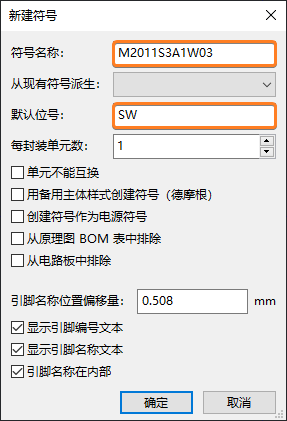 新建符号
符号名称： M2011S3A1W03
从现有符号派生：
默认位号： SW
每封装单元数： 1
单元不能互换
用备用主体样式创建符号（德摩根）
创建符号作为电源符号
从原理图 BOM 表中排除
从电路板中排除
引脚名称位置偏移量： 0.508 mm
显示引脚编号文本
显示引脚名称文本
引脚名称在内部
确定 取消